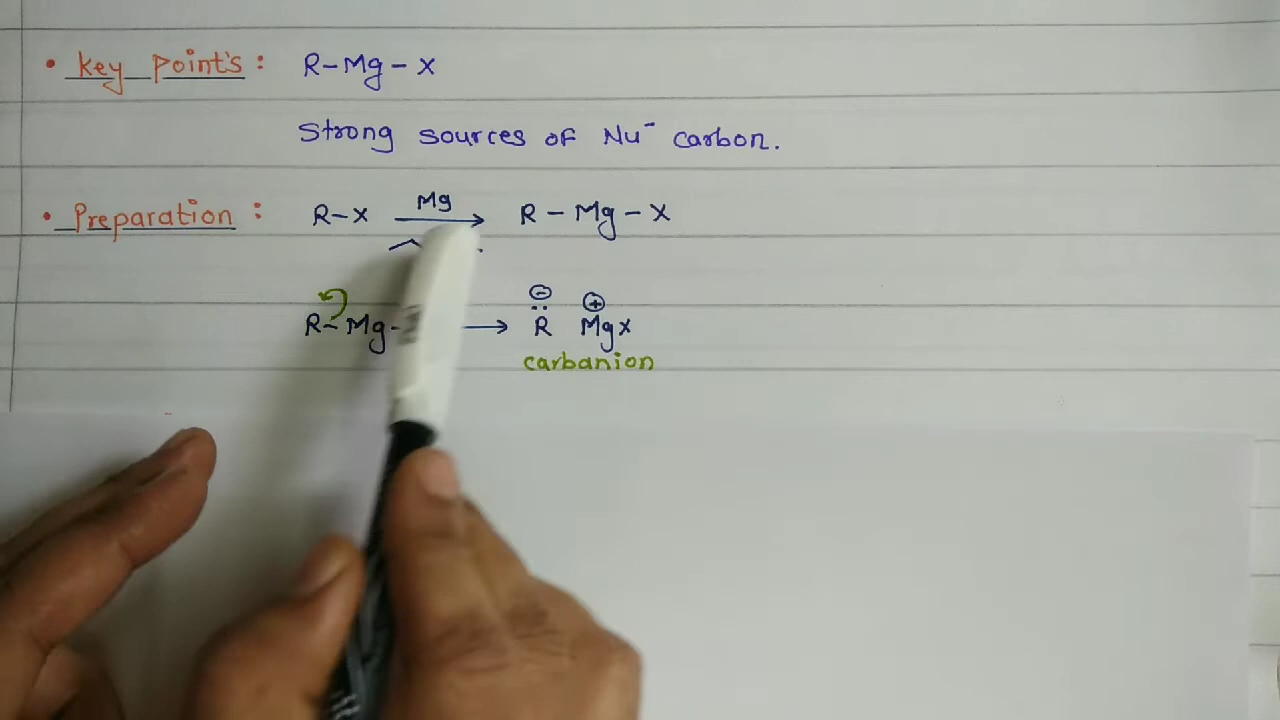 • Key Point's : R-Mg-X
Strong sources of Nu⁻ carbon.
• Preparation : R-X Mg → R-Mg-X
R-Mg- → R̈ ⊖ MgX ⊕
carbanion